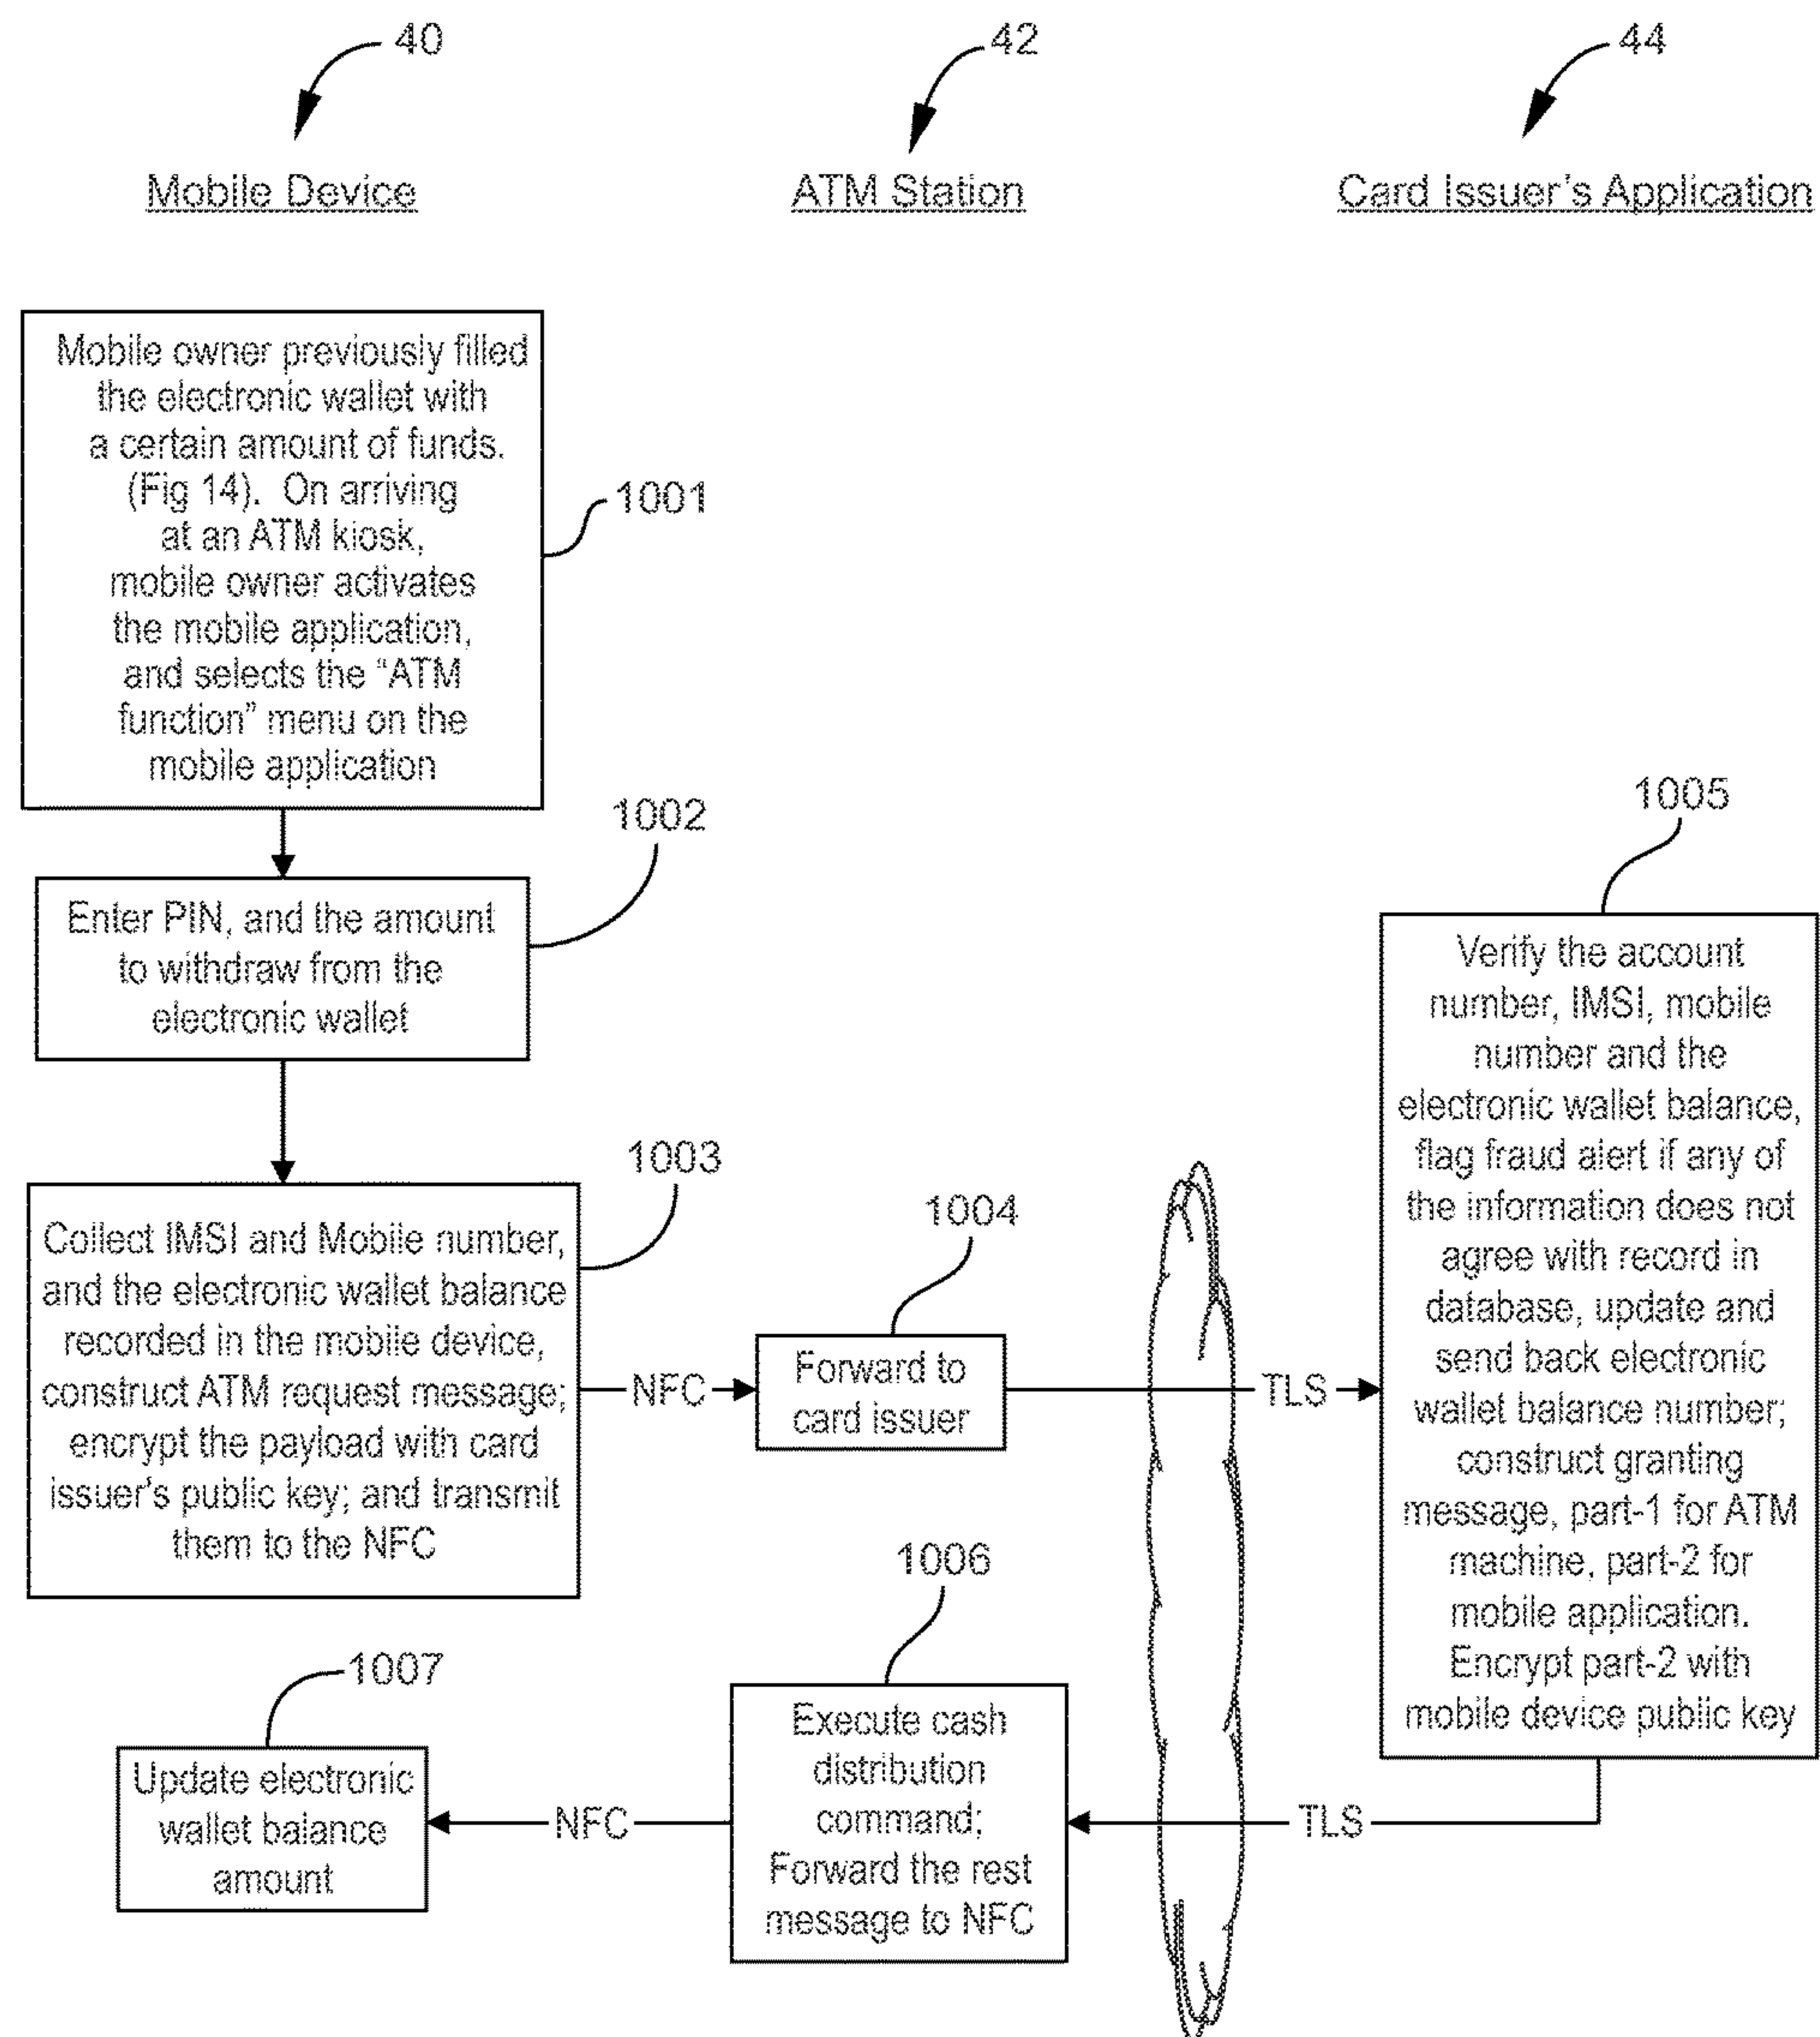 40
42
44
Mobile Device
ATM Station
Card Issuer's Application
Mobile owner previously filled
the electronic wallet with
a certain amount of funds.
(Fig 14). On arriving
at an ATM kiosk,
mobile owner activates
the mobile application,
and selects the “ATM
function” menu on the
mobile application
1001
1002
Enter PIN, and the amount
to withdraw from the
electronic wallet
1003
Collect IMSI and Mobile number,
and the electronic wallet balance
recorded in the mobile device,
construct ATM request message;
encrypt the payload with card
issuer's public key; and transmit
them to the NFC
NFC
1004
Forward to
card issuer
TLS
1005
Verify the account
number, IMSI, mobile
number and the
electronic wallet balance,
flag fraud alert if any of
the information does not
agree with record in
database, update and
send back electronic
wallet balance number;
construct granting
message, part-1 for ATM
machine, part-2 for
mobile application.
Encrypt part-2 with
mobile device public key
TLS
1006
Execute cash
distribution
command;
Forward the rest
message to NFC
NFC
1007
Update electronic
wallet balance
amount